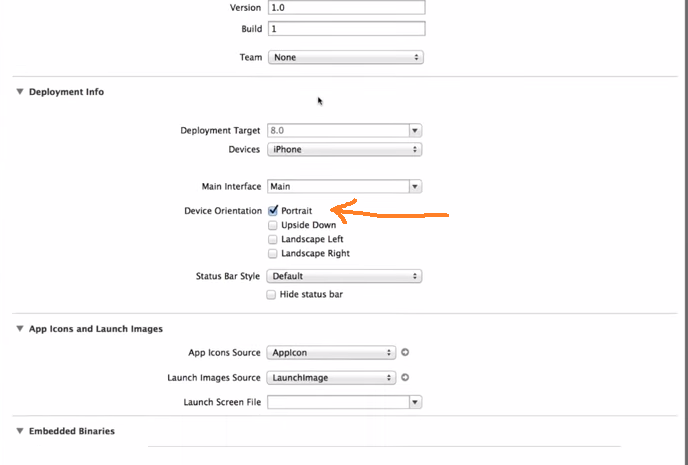 Version 1.0
Build 1
Team None
Deployment Info
Deployment Target 8.0
Devices iPhone
Main Interface Main
Device Orientation Portrait
Upside Down
Landscape Left
Landscape Right
Status Bar Style Default
Hide status bar
App Icons and Launch Images
App Icons Source AppIcon
Launch Images Source LaunchImage
Launch Screen File
Embedded Binaries